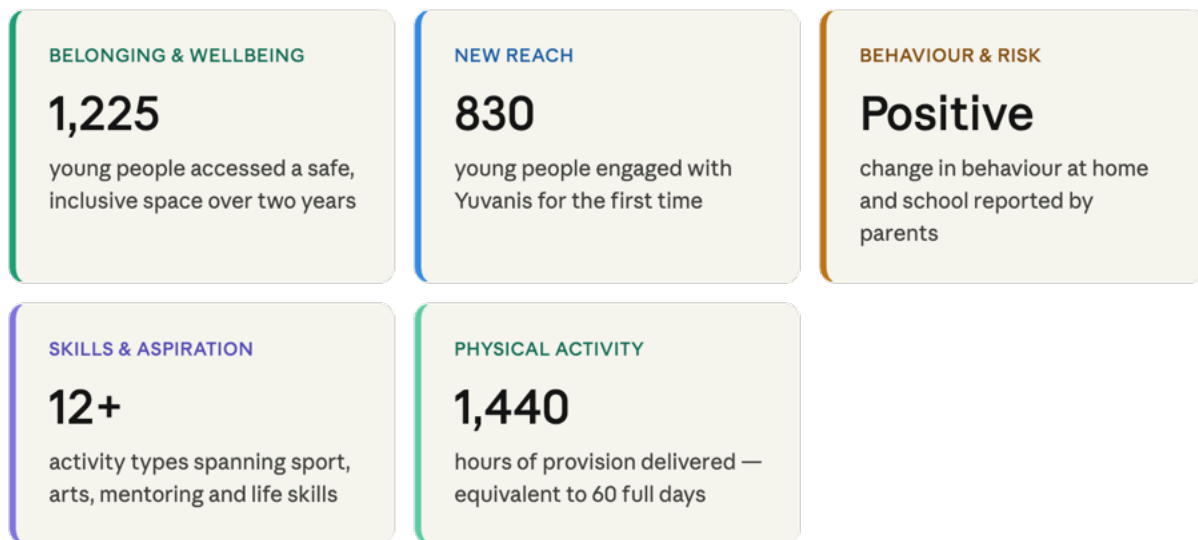 BELONGING & WELLBEING
1,225
young people accessed a safe,
inclusive space over two years
NEW REACH
830
young people engaged with
Yuvanis for the first time
BEHAVIOUR & RISK
Positive
change in behaviour at home
and school reported by
parents
SKILLS & ASPIRATION
12+
activity types spanning sport,
arts, mentoring and life skills
PHYSICAL ACTIVITY
1,440
hours of provision delivered —
equivalent to 60 full days